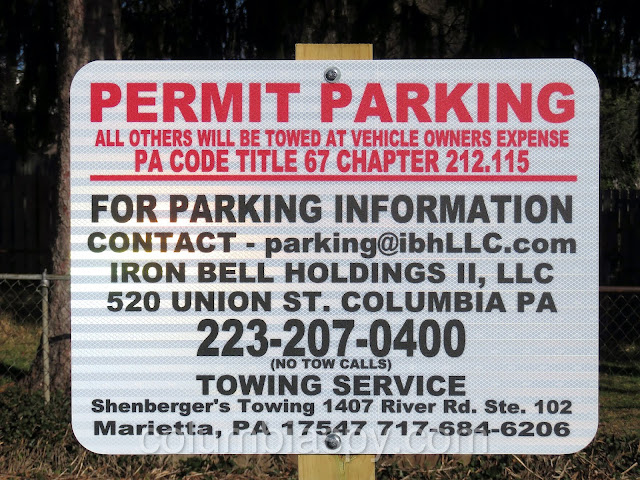 PERMIT PARKING
ALL OTHERS WILL BE TOWED AT VEHICLE OWNERS EXPENSE
PA CODE TITLE 67 CHAPTER 212.115
FOR PARKING INFORMATION
CONTACT - parking@ibhLLC.com
IRON BELL HOLDINGS II, LLC
520 UNION ST. COLUMBIA PA
223-207-0400
(NO TOW CALLS)
TOWING SERVICE
Shenberger's Towing 1407 River Rd. Ste. 102
Marietta, PA 17547 717-684-6206
columbiaspy.com